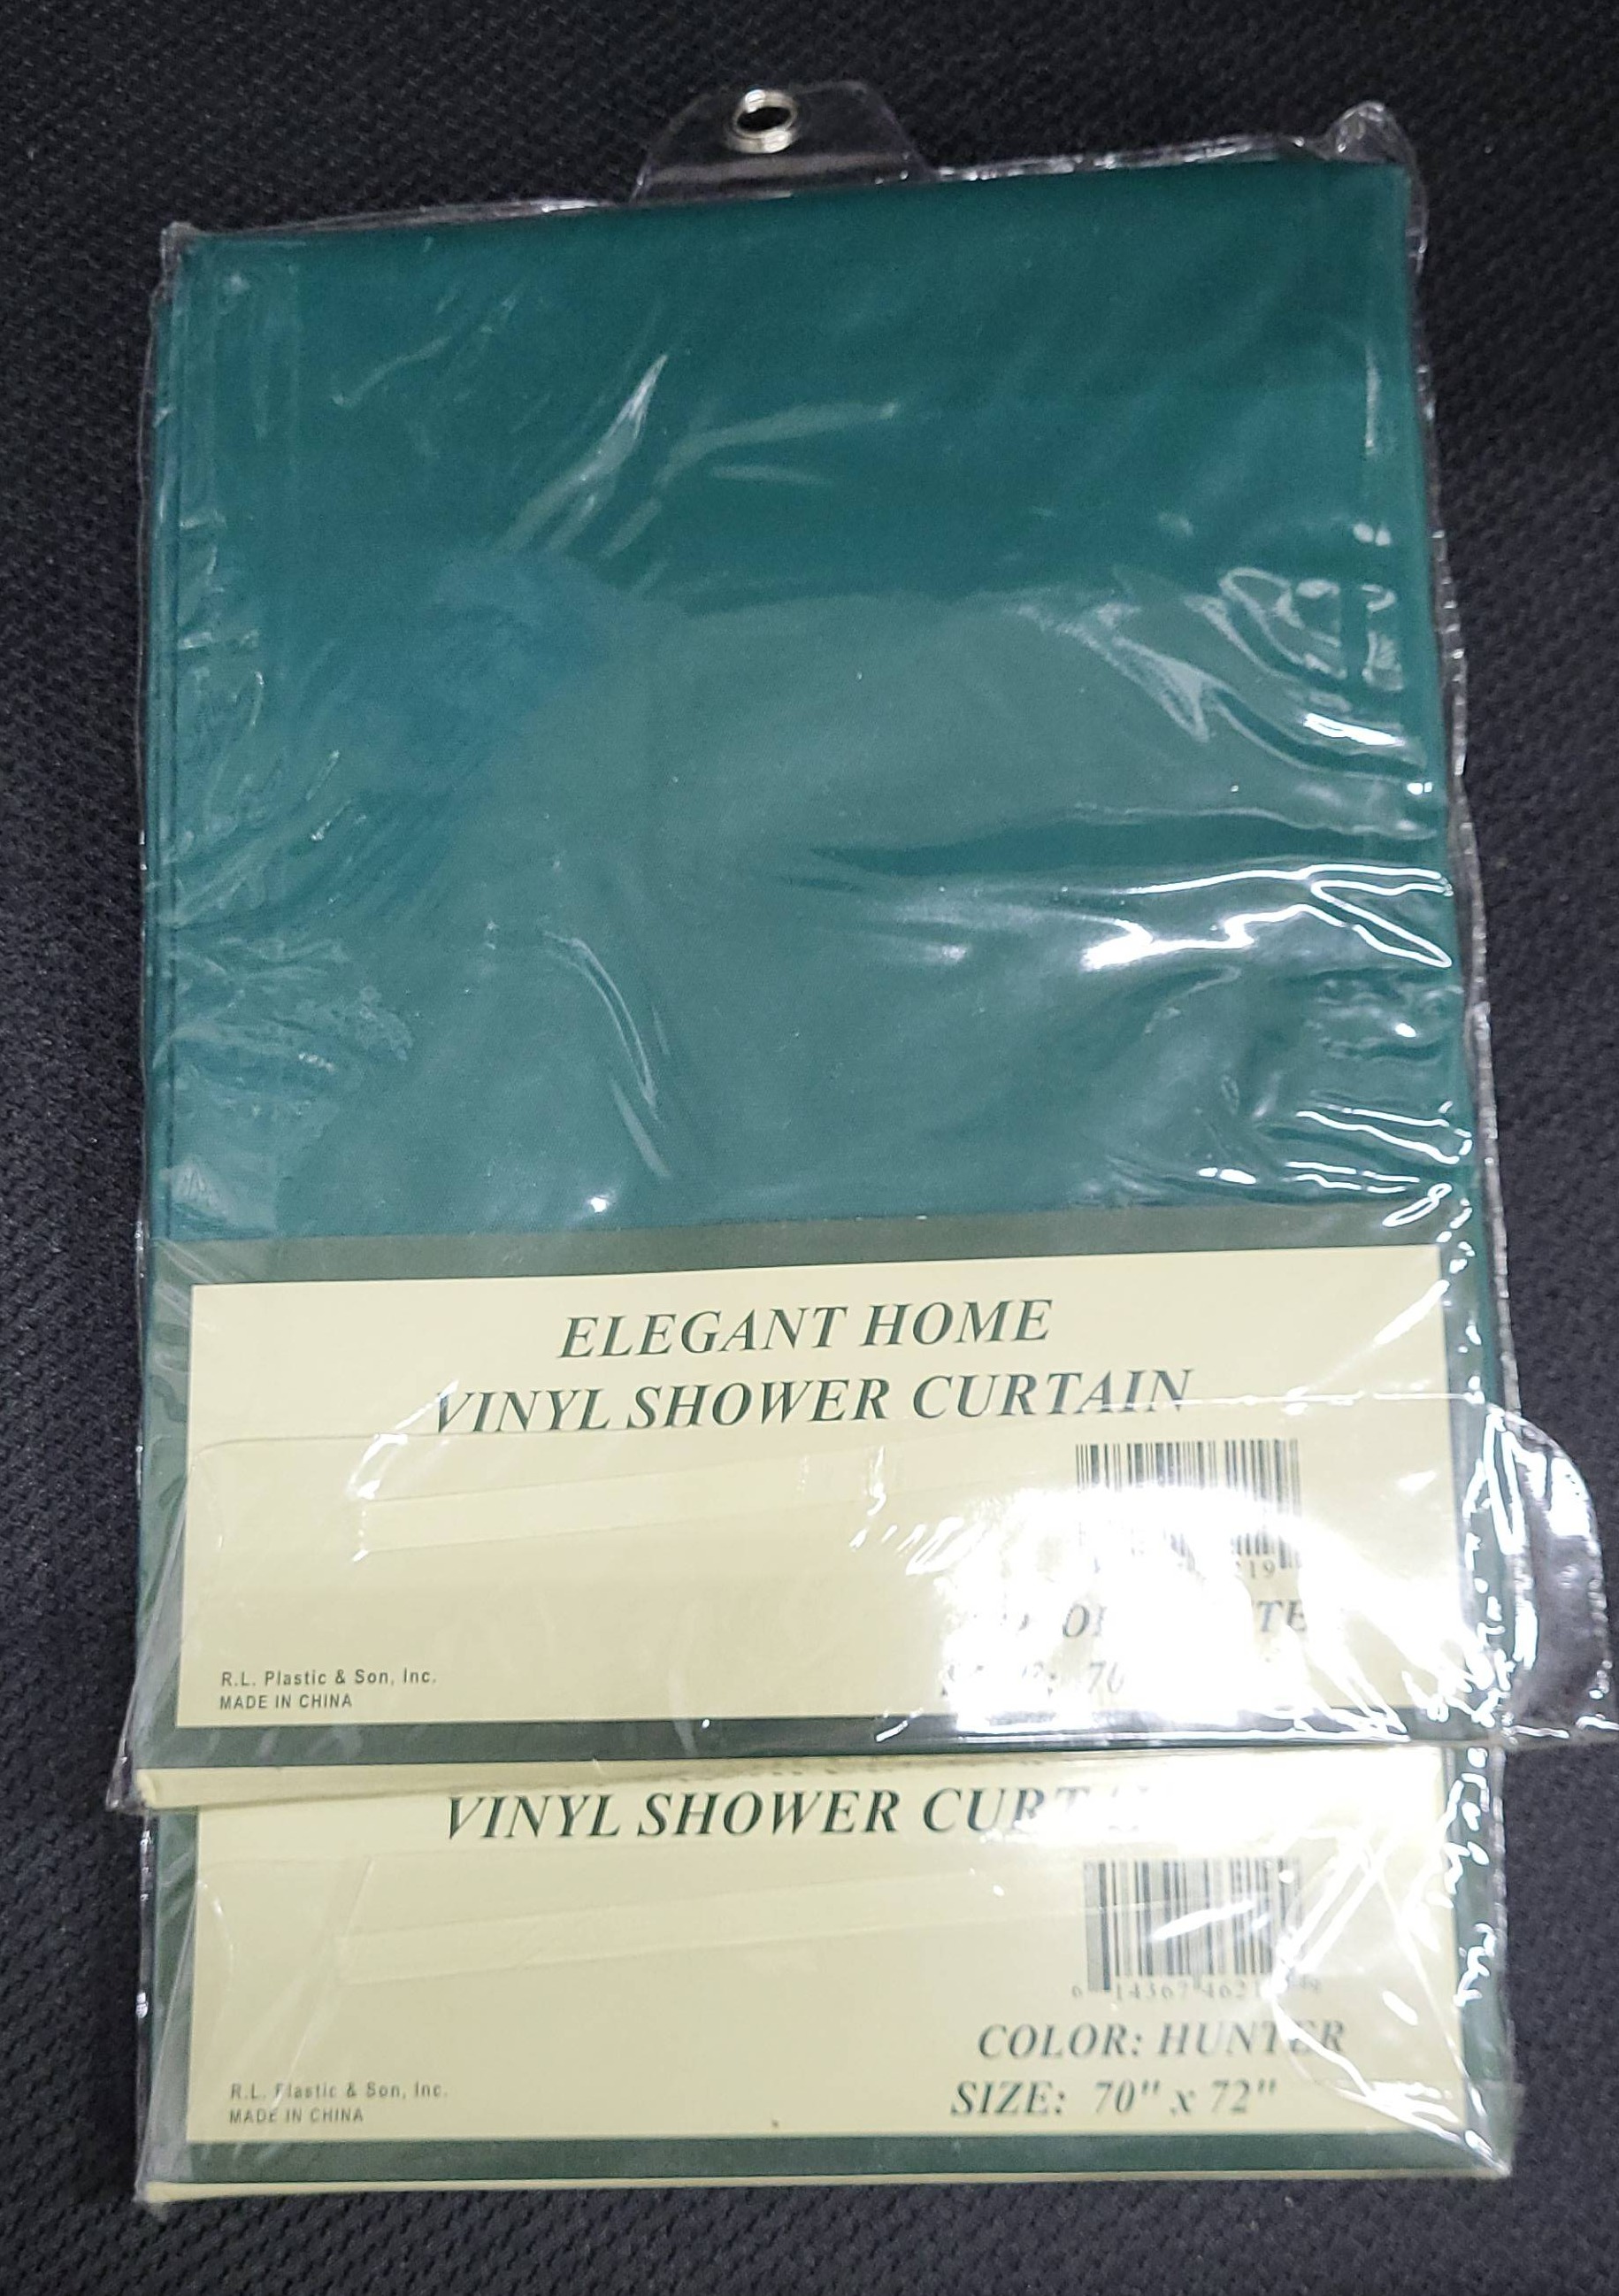 ELEGANT HOME
VINYL SHOWER CURTAIN
R.L. Plastic & Son, Inc.
MADE IN CHINA
VINYL SHOWER
COLOR: HUNTER
SIZE: 70" x 72"
R.L. Plastic & Son, Inc.
MADE IN CHINA